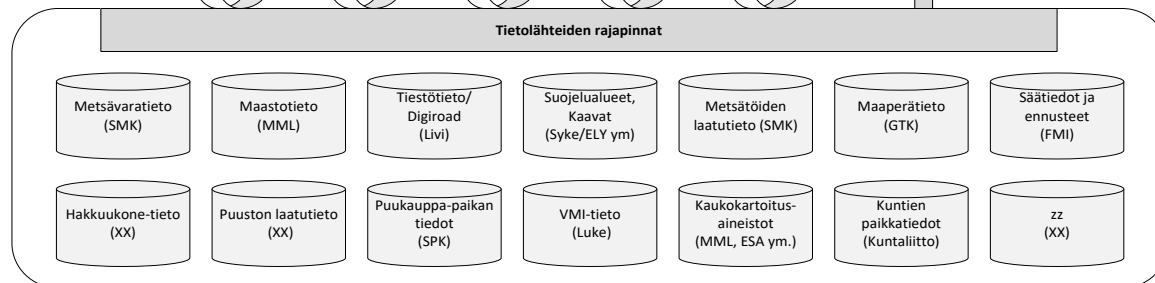 Tietolähteiden rajapinnat
Metsävaratieto
(SMK)
Maastotieto
(MML)
Tiestötieto/
Digiroad
(Livi)
Suojelualueet,
Kaavat
(Syke/ELY ym)
Metsätöiden
laatutieto (SMK)
Maaperätieto
(GTK)
Säätiedot ja
ennusteet
(FMI)
Hakkuukone-tieto
(XX)
Puuston laatutieto
(XX)
Puukauppa-paikan
tiedot
(SPK)
VMI-tieto
(Luke)
Kaukokartoitus-
aineistot
(MML, ESA ym.)
Kuntien
paikkatiedot
(Kuntaliitto)
zz
(XX)